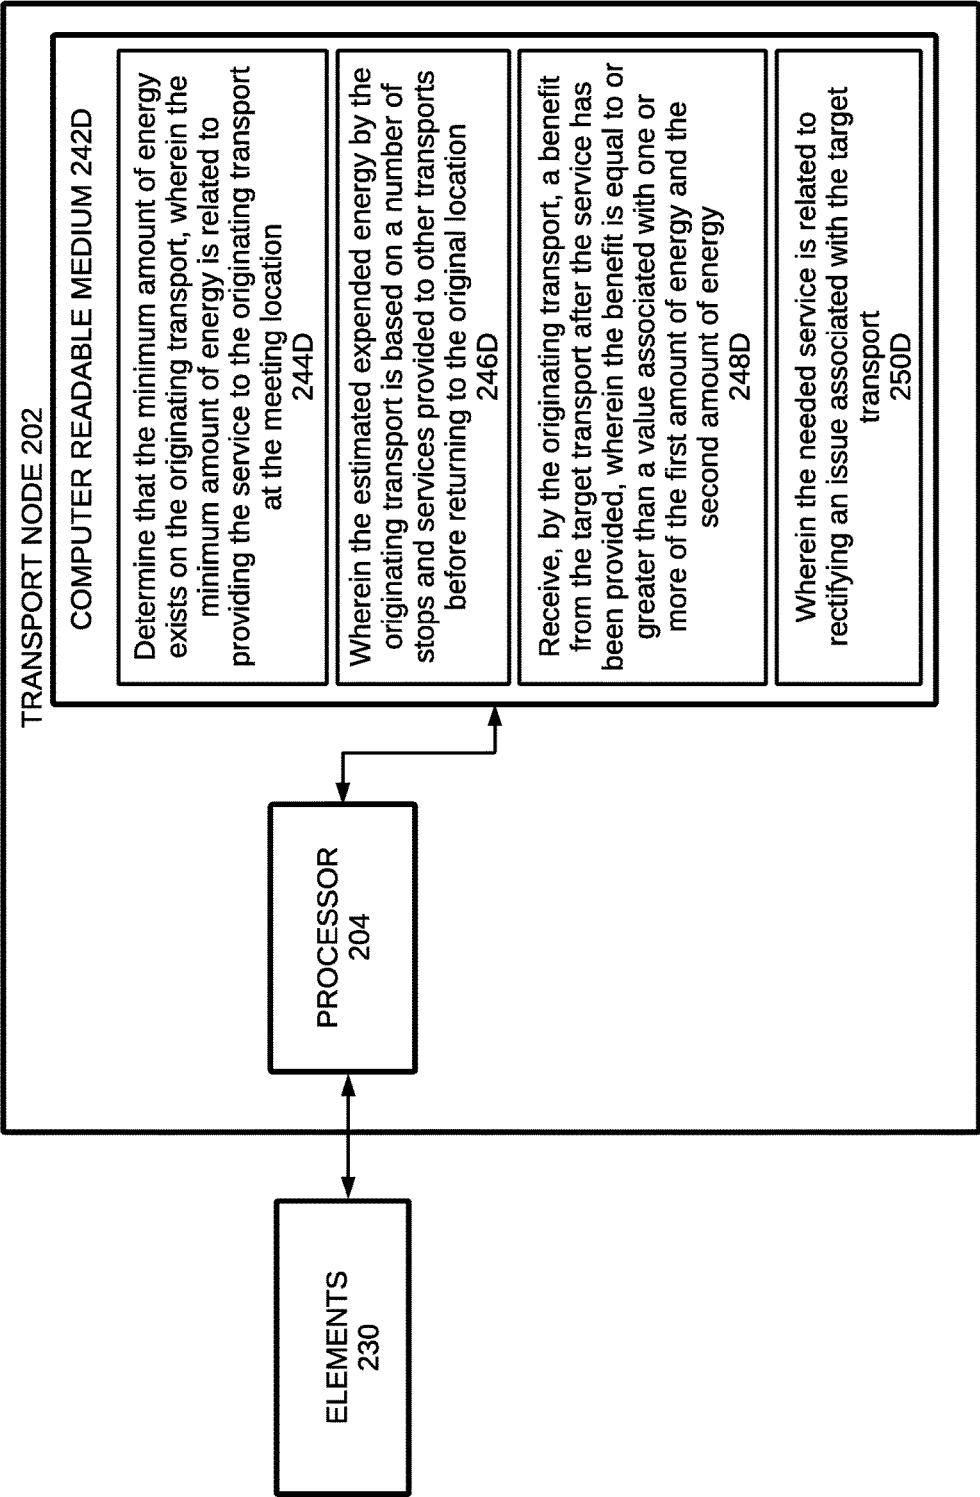 TRANSPORT NODE 202
COMPUTER READABLE MEDIUM 242D
Determine that the minimum amount of energy
exists on the originating transport, wherein the
minimum amount of energy is related to
providing the service to the originating transport
at the meeting location
244D
Wherein the estimated expended energy by the
originating transport is based on a number of
stops and services provided to other transports
before returning to the original location
246D
Receive, by the originating transport, a benefit
from the target transport after the service has
been provided, wherein the benefit is equal to or
greater than a value associated with one or
more of the first amount of energy and the
second amount of energy
248D
Wherein the needed service is related to
rectifying an issue associated with the target
transport
250D
PROCESSOR
204
ELEMENTS
230